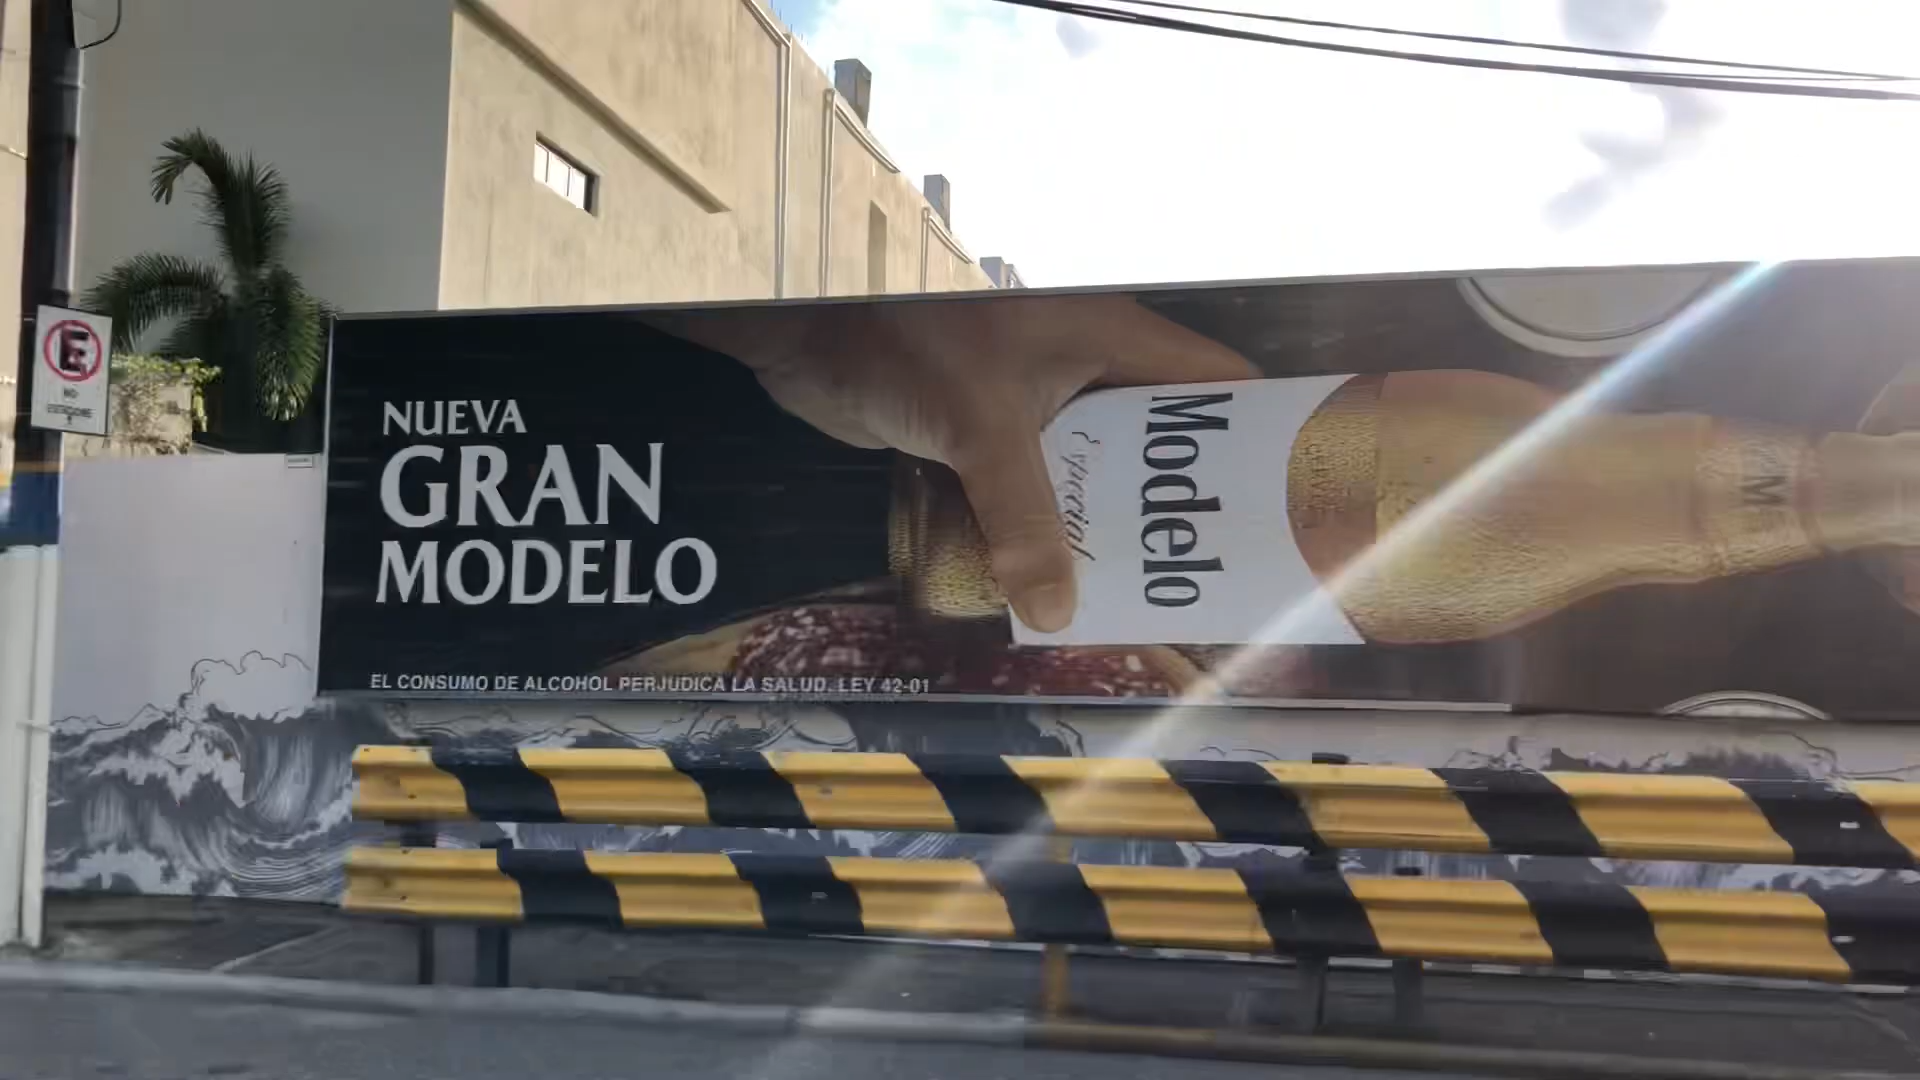 E
NO
ESTACIONE
NUEVA
GRAN
MODELO
EL CONSUMO DE ALCOHOL PERJUDICA LA SALUD. LEY 42-01
Modelo
Especial
M